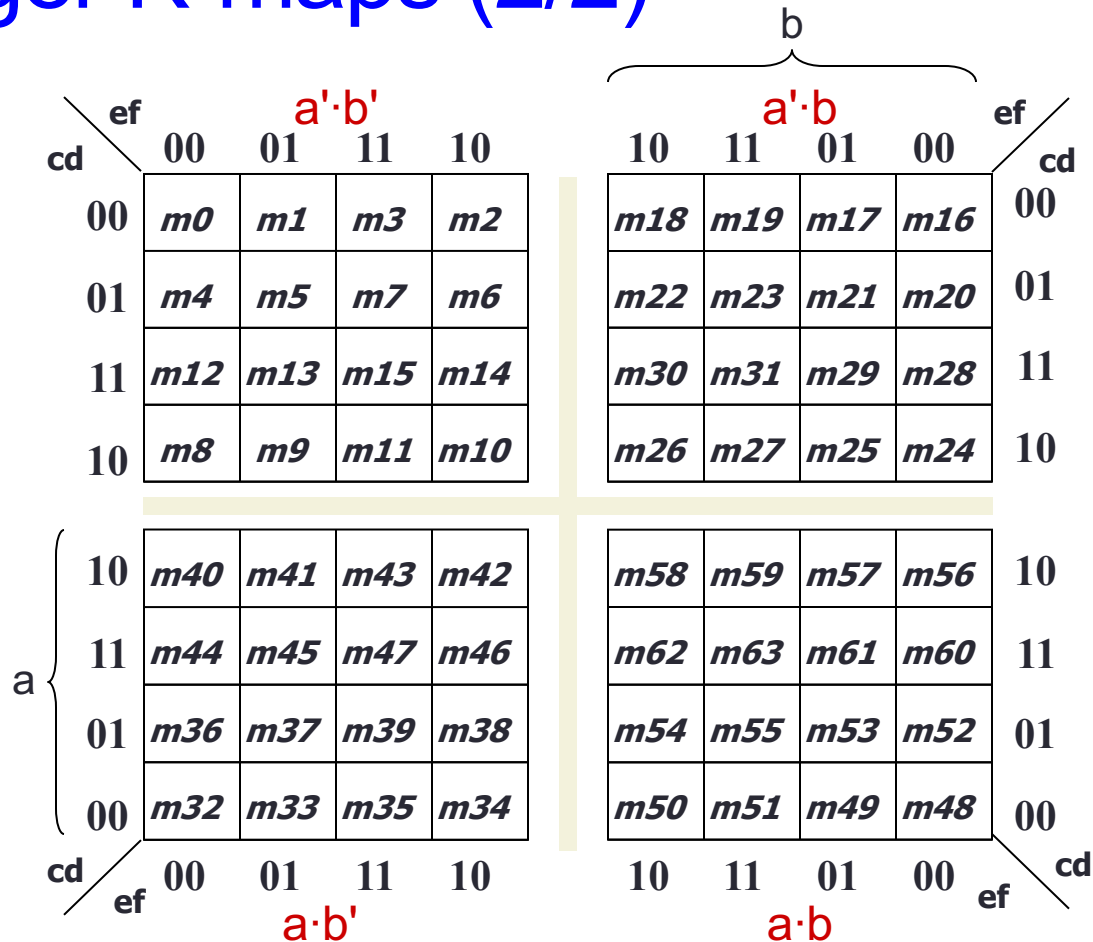 ger K-maps (2/2)
b
ef a'·b' a'·b ef
cd 00 01 11 10 10 11 01 00 cd
00 m0 m1 m3 m2 m18 m19 m17 m16 00
01 m4 m5 m7 m6 m22 m23 m21 m20 01
11 m12 m13 m15 m14 m30 m31 m29 m28 11
10 m8 m9 m11 m10 m26 m27 m25 m24 10
10 m40 m41 m43 m42 m58 m59 m57 m56 10
a 11 m44 m45 m47 m46 m62 m63 m61 m60 11
01 m36 m37 m39 m38 m54 m55 m53 m52 01
00 m32 m33 m35 m34 m50 m51 m49 m48 00
cd 00 01 11 10 10 11 01 00 cd
ef a·b' a·b ef